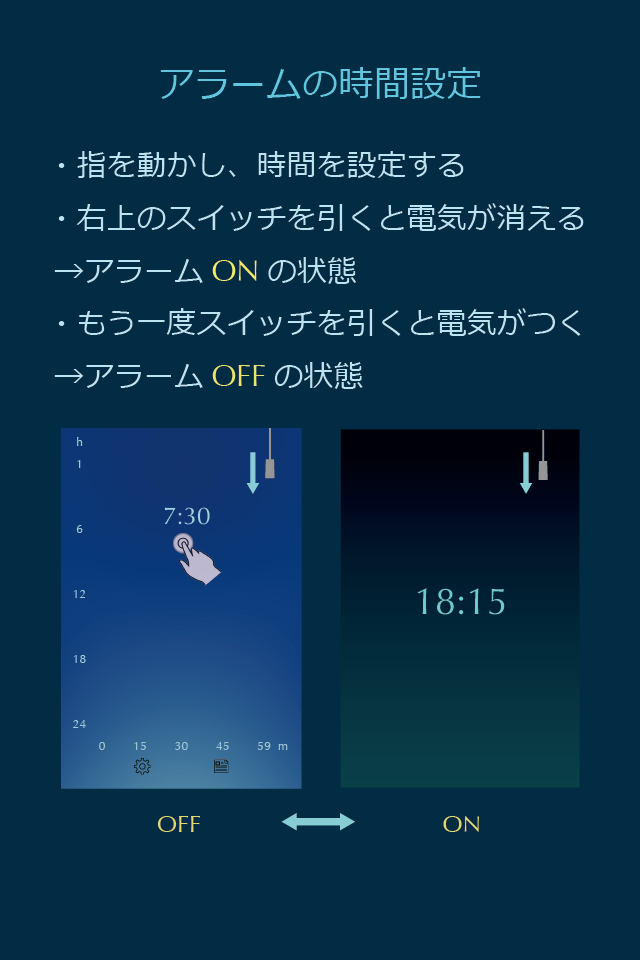 アラームの時間設定
・指を動かし、時間を設定する
・右上のスイッチを引くと電気が消える
→アラーム ON の状態
・もう一度スイッチを引くと電気がつく
→アラーム OFF の状態
h
1
7:30
6
12
18
24
0 15 30 45 59 m
18:15
OFF
ON